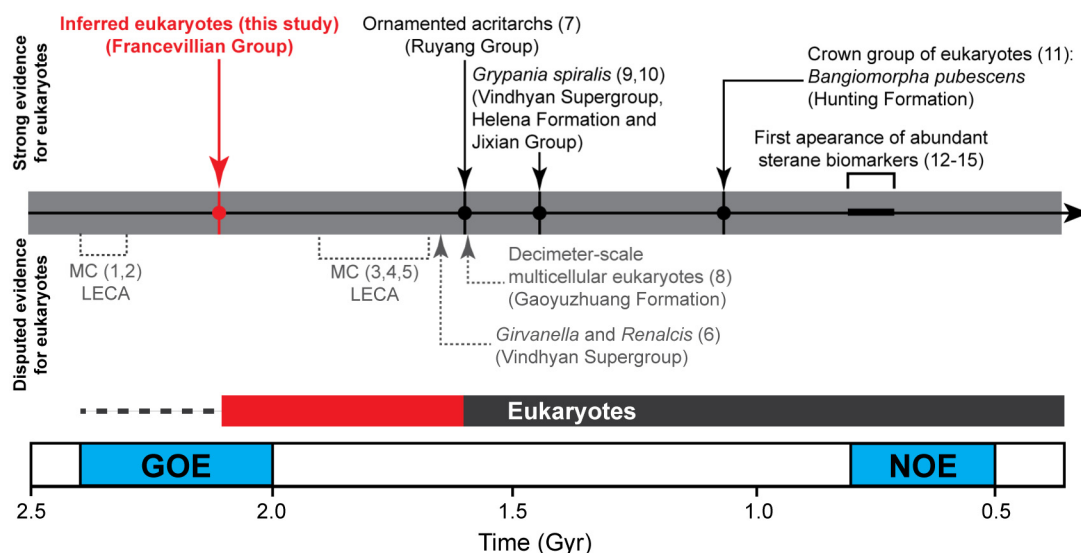 Strong evidence
for eukaryotes
Inferred eukaryotes (this study)
(Francevillian Group)
Ornamented acritarchs (7)
(Ruyang Group)
Grypania spiralis (9,10)
(Vindhyan Supergroup,
Helena Formation and
Jixian Group)
Crown group of eukaryotes (11):
Bangiomorpha pubescens
(Hunting Formation)
First apearance of abundant
sterane biomarkers (12-15)
Disputed evidence
for eukaryotes
MC (1,2)
LECA
MC (3,4,5)
LECA
Decimeter-scale
multicellular eukaryotes (8)
(Gaoyuzhuang Formation)
Girvanella and Renalcis (6)
(Vindhyan Supergroup)
Eukaryotes
GOE
NOE
2.5 2.0 1.5 1.0 0.5
Time (Gyr)